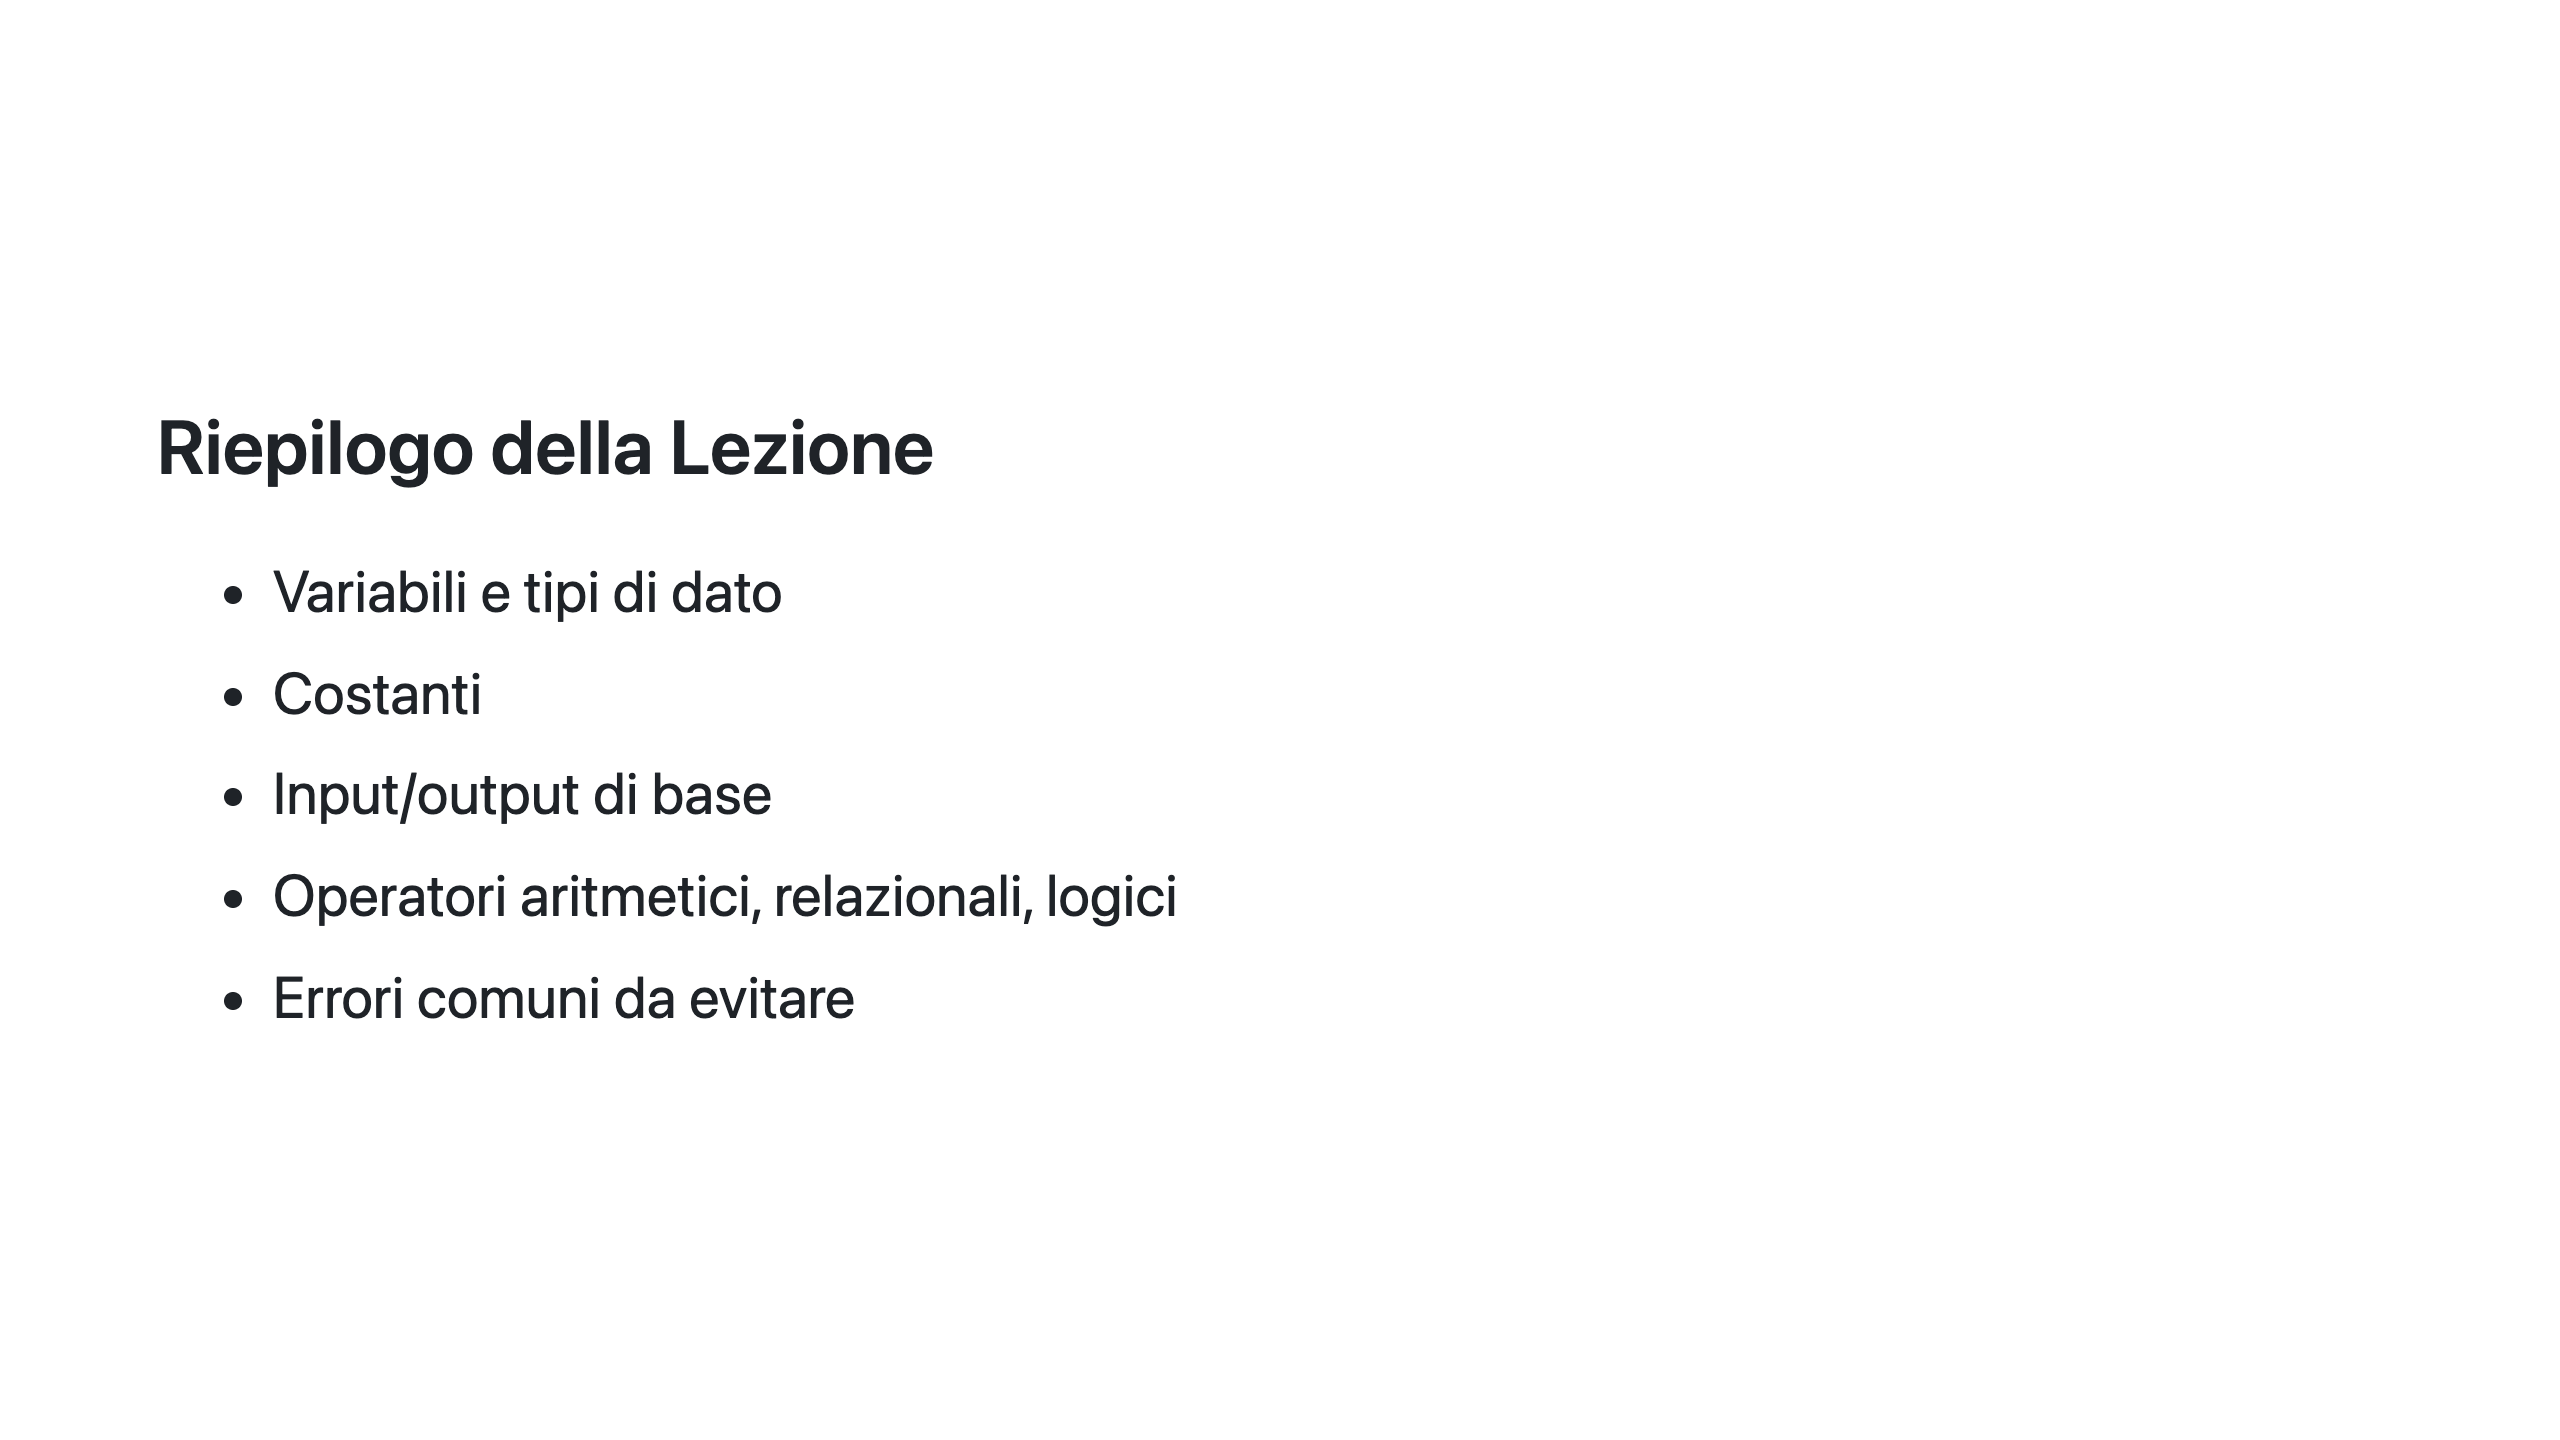 Riepilogo della Lezione
• Variabili e tipi di dato
• Costanti
• Input/output di base
• Operatori aritmetici, relazionali, logici
• Errori comuni da evitare